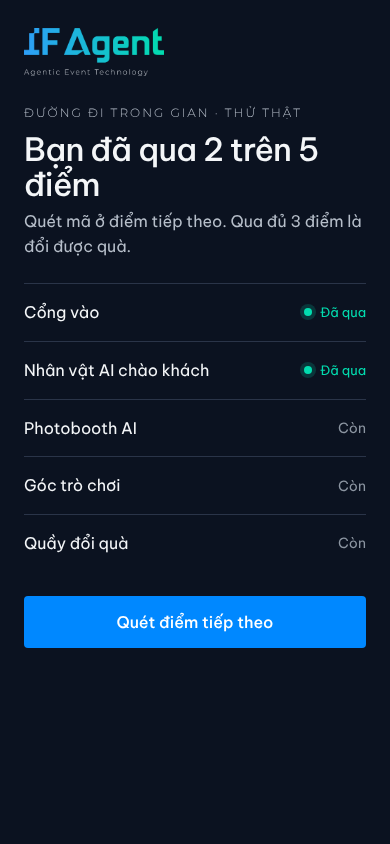 IF Agent
Agentic Event Technology
ĐƯỜNG ĐI TRONG GIAN · THỬ THẬT
Bạn đã qua 2 trên 5
điểm
Quét mã ở điểm tiếp theo. Qua đủ 3 điểm là
đổi được quà.
Cổng vào Đã qua
Nhân vật AI chào khách Đã qua
Photobooth AI Còn
Góc trò chơi Còn
Quầy đổi quà Còn
Quét điểm tiếp theo